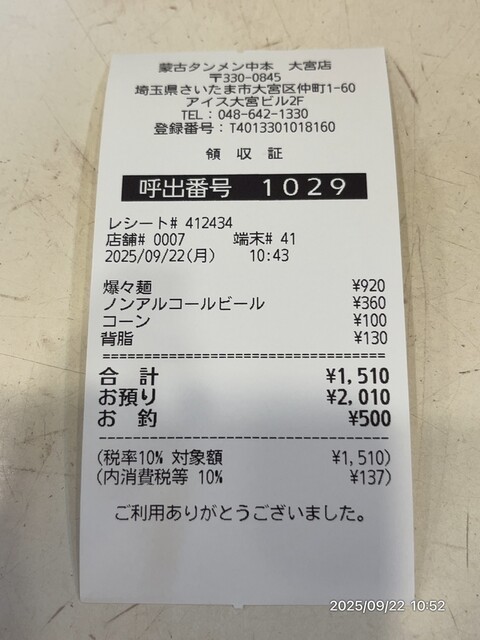 蒙古タンメン中本　大宮店
〒330-0845
埼玉県さいたま市大宮区仲町1-60
アイス大宮ビル2F
TEL：048-642-1330
登録番号：T4013301018160
領　収　証
呼出番号　１０２９
レシート# 412434
店舗# 0007　端末# 41
2025/09/22(月)　10:43
爆々麺　¥920
ノンアルコールビール　¥360
コーン　¥100
背脂　¥130
================================
合　計　¥1,510
お預り　¥2,010
お　釣　¥500
(税率10% 対象額　¥1,510)
(内消費税等 10%　¥137)
ご利用ありがとうございました。
2025/09/22 10:52